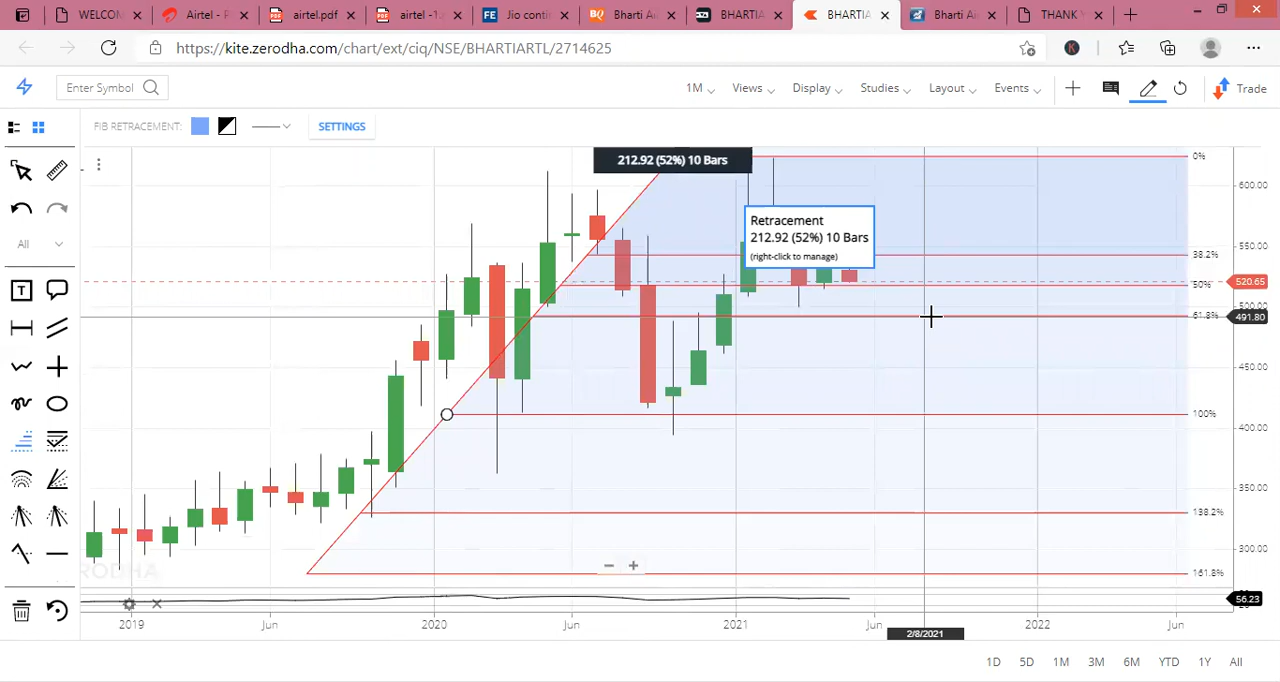 WELCOM
Airtel - P
airtel.pdf
airtel -1.
FE
Jio conti
BQ
Bharti A
BHARTIA
BHARTIA
Bharti Ai
THANK Y
https://kite.zerodha.com/chart/ext/ciq/NSE/BHARTIARTL/2714625
K
Enter Symbol
1M
Views
Display
Studies
Layout
Events
Trade
FIB RETRACEMENT:
SETTINGS
212.92 (52%) 10 Bars
Retracement
212.92 (52%) 10 Bars
(right-click to manage)
All
T
0%
38.2%
50%
61.8%
100%
138.2%
161.8%
600.00
550.00
520.65
500.00
491.80
450.00
400.00
350.00
300.00
56.23
RODHA
2019
Jun
2020
Jun
2021
Jun
2/8/2021
2022
Jun
1D
5D
1M
3M
6M
YTD
1Y
All